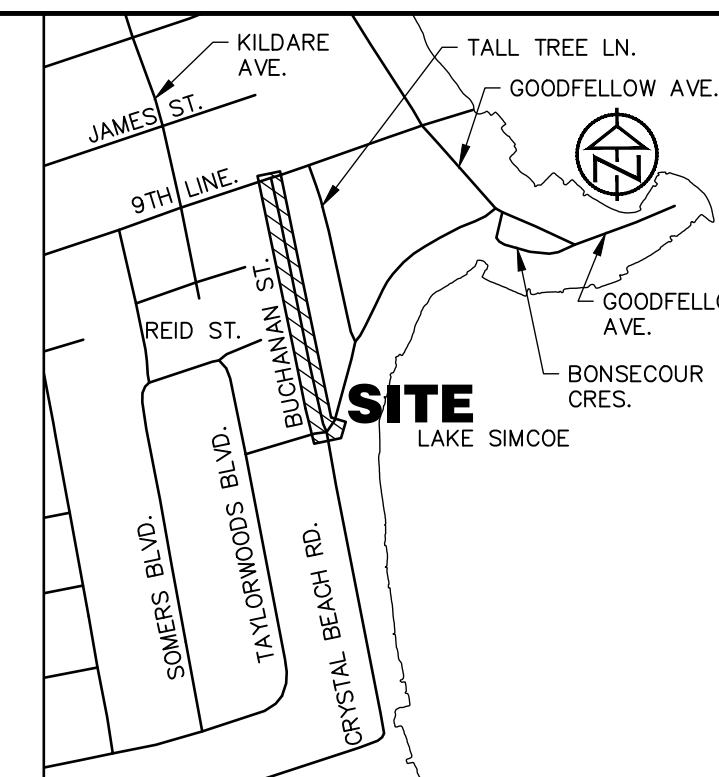 KILDARE
AVE.
TALL TREE LN.
GOODFELLOW AVE.
JAMES ST.
9TH LINE.
N
BUCHANAN ST.
REID ST.
GOODFELLO
AVE.
BONSECOUR
CRES.
SITE
LAKE SIMCOE
SOMERS BLVD.
TAYLORWOODS BLVD.
CRYSTAL BEACH RD.